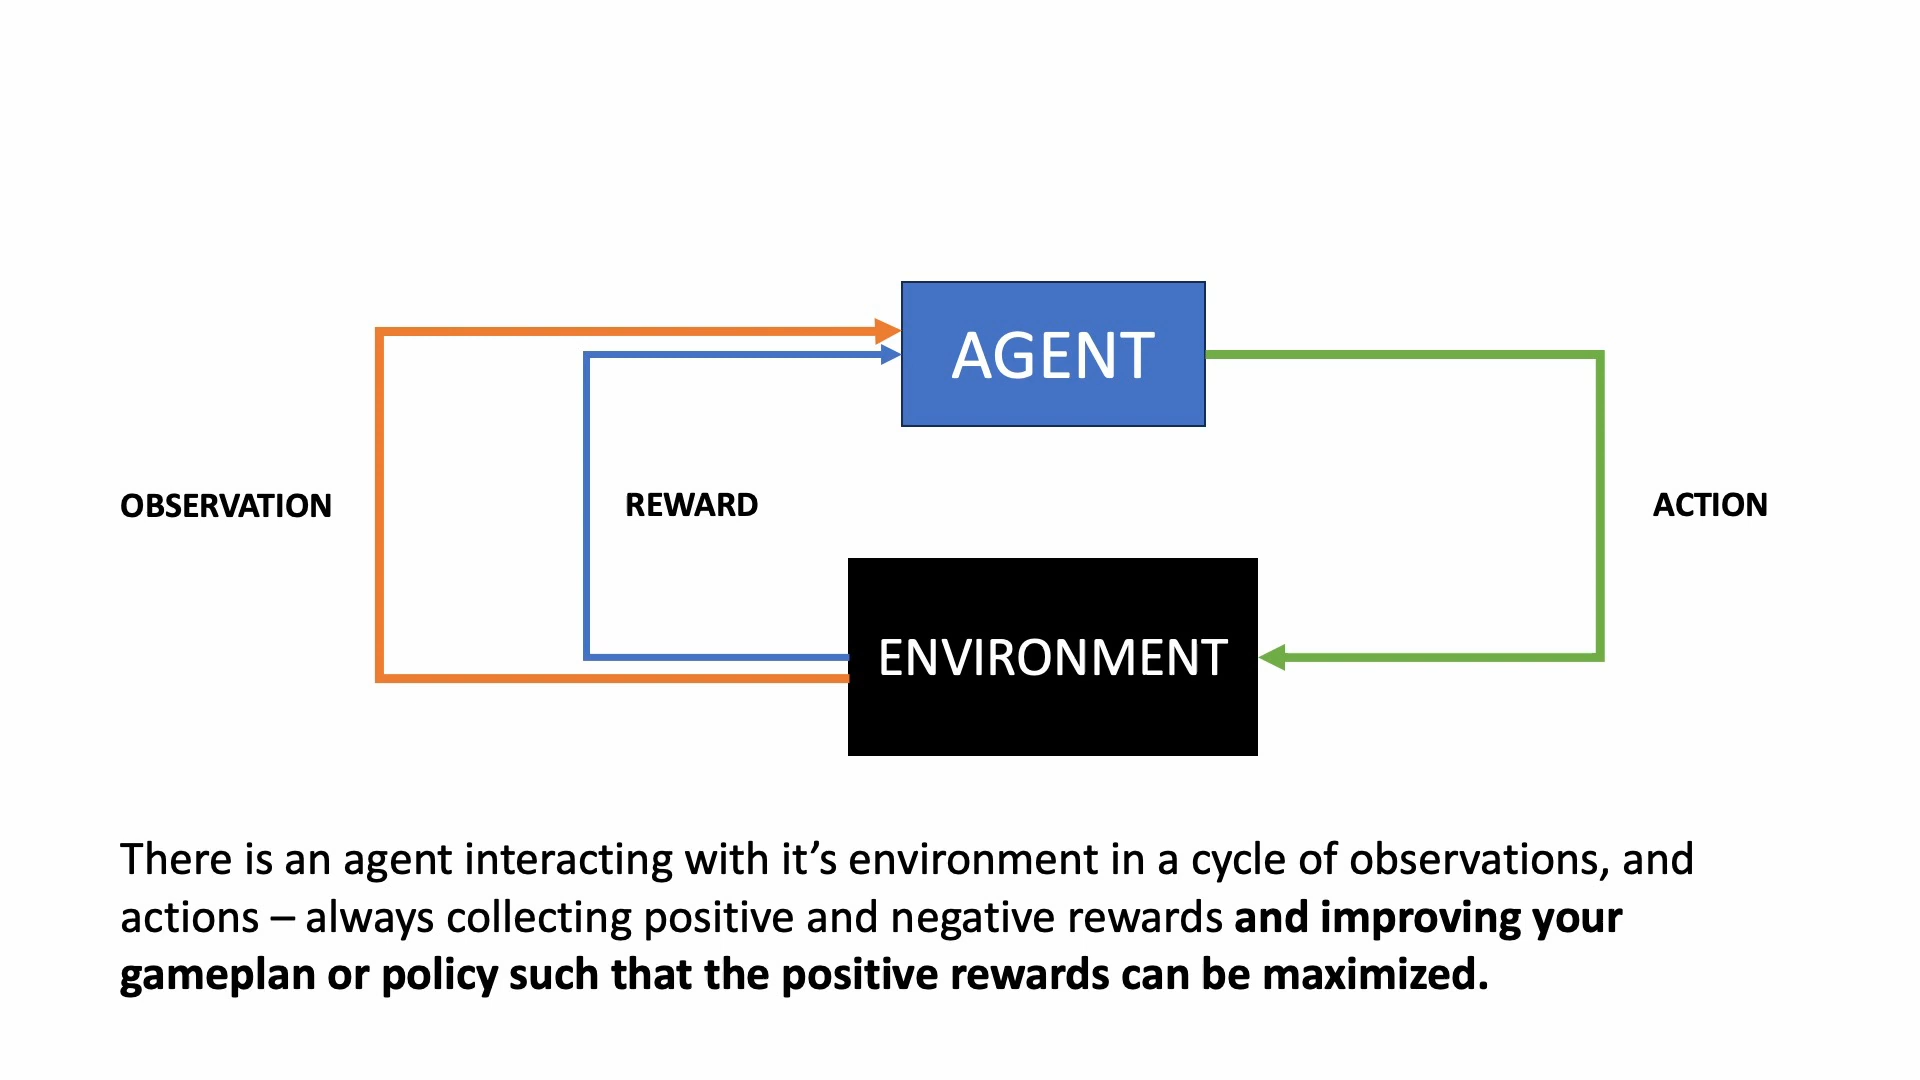 AGENT
OBSERVATION
REWARD
ACTION
ENVIRONMENT
There is an agent interacting with it’s environment in a cycle of observations, and
actions – always collecting positive and negative rewards and improving your
gameplan or policy such that the positive rewards can be maximized.